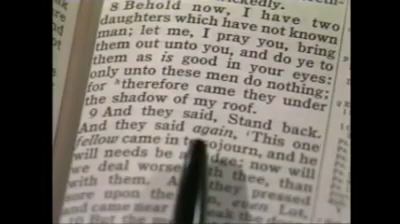 8 Behold now, I have two
daughters which have not known
man; let me, I pray you, bring
them out unto you, and do ye to
them as is good in your eyes:
only unto these men do nothing;
for therefore came they under
the shadow of my roof.
9 And they said, Stand back.
And they said again, This one
fellow came in to sojourn, and he
will needs be a judge: now will
we deal worse with thee, than
with them. And they pressed
sore upon the man, even Lot,
and came near
10 But the men